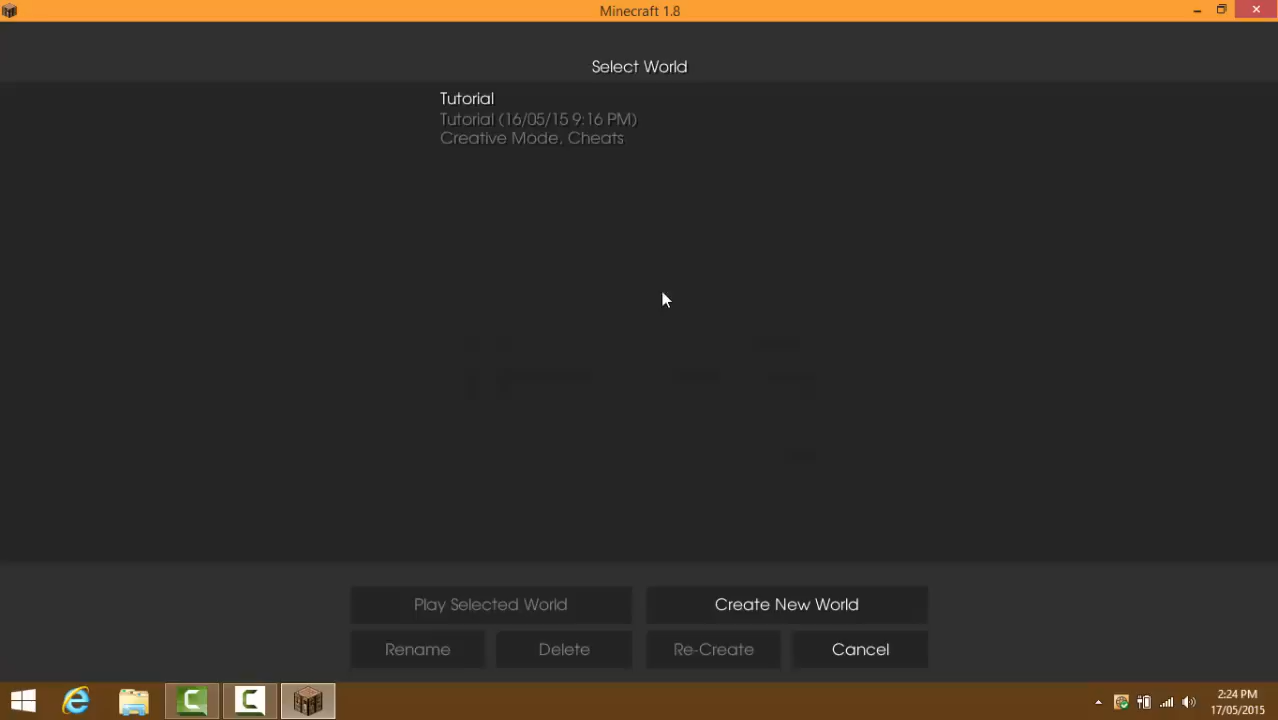 Minecraft 1.8
Select World
Tutorial
Tutorial (16/05/15 9:16 PM)
Creative Mode, Cheats
Play Selected World
Create New World
Rename
Delete
Re-Create
Cancel
2:24 PM
17/05/2015